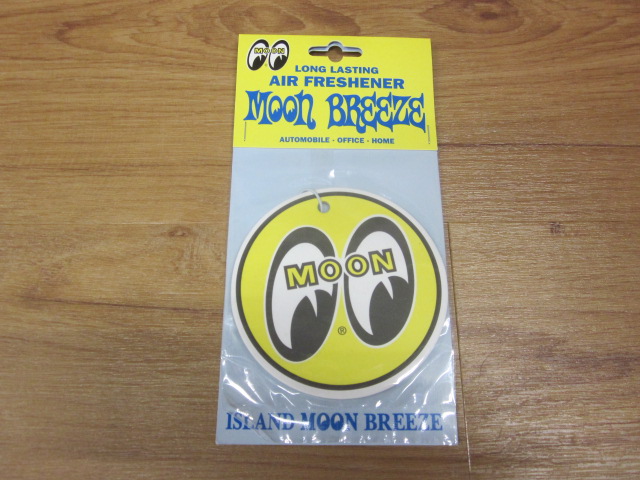 MOON
LONG LASTING
AIR FRESHENER
MOON BREEZE
AUTOMOBILE · OFFICE · HOME
MOON
®
ISLAND MOON BREEZE